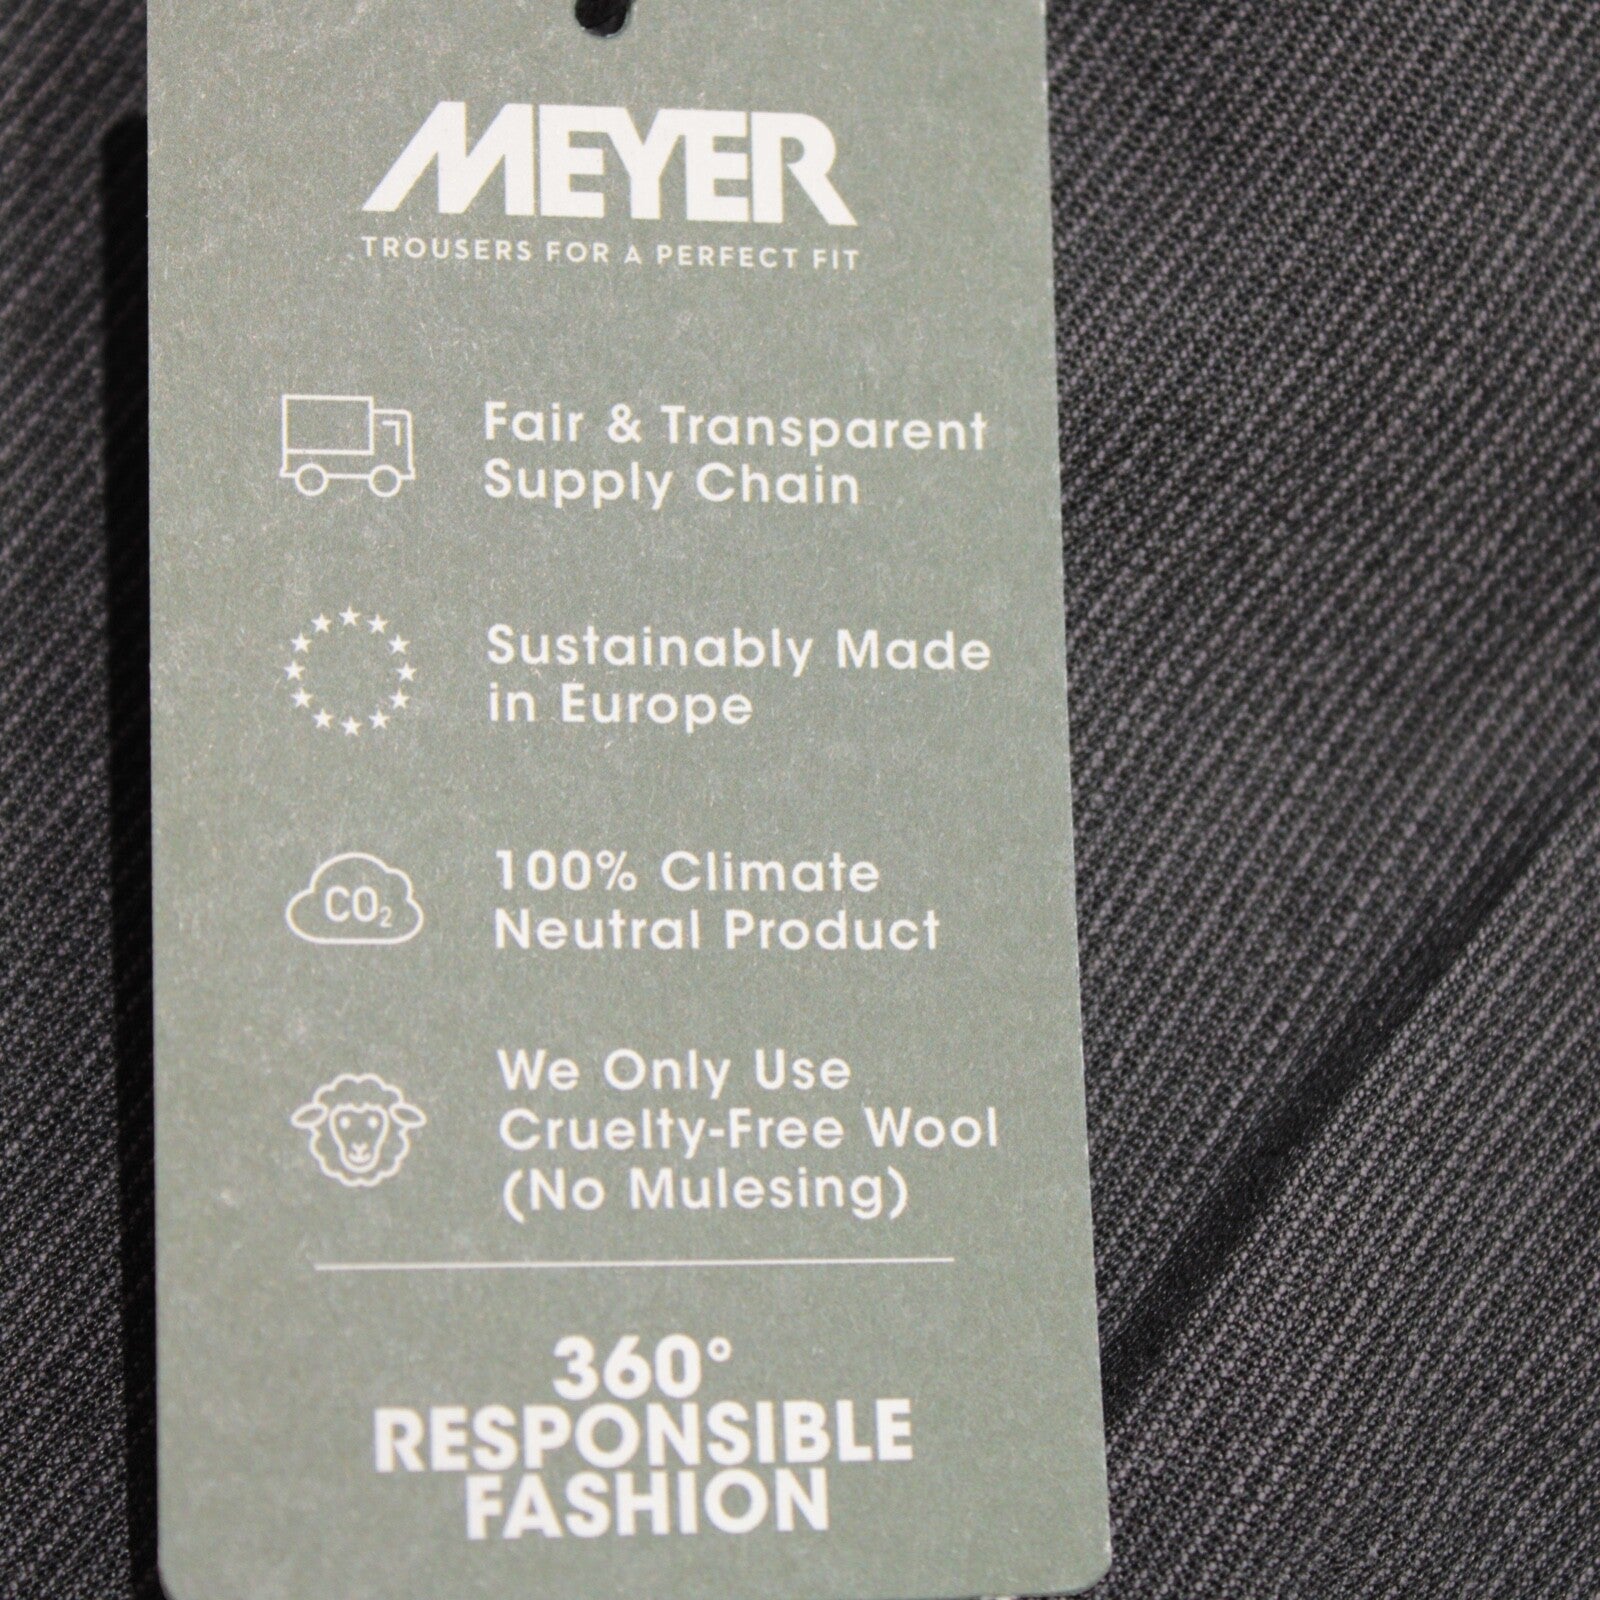 MEYER
TROUSERS FOR A PERFECT FIT
Fair & Transparent
Supply Chain
Sustainably Made
in Europe
CO₂
100% Climate
Neutral Product
We Only Use
Cruelty-Free Wool
(No Mulesing)
360°
RESPONSIBLE
FASHION